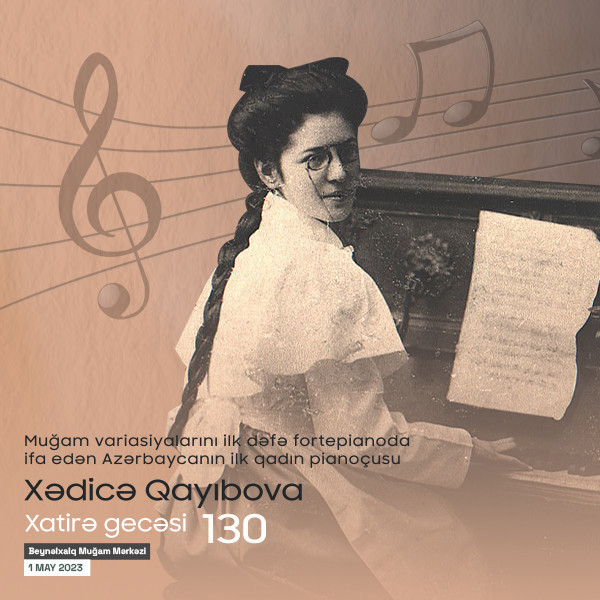 Muğam variasiyalarını ilk dəfə fortepianoda
ifa edən Azərbaycanın ilk qadın pianoçusu
Xədicə Qayıbova
Xatirə gecəsi 130
Beynəlxalq Muğam Mərkəzi
1 MAY 2023